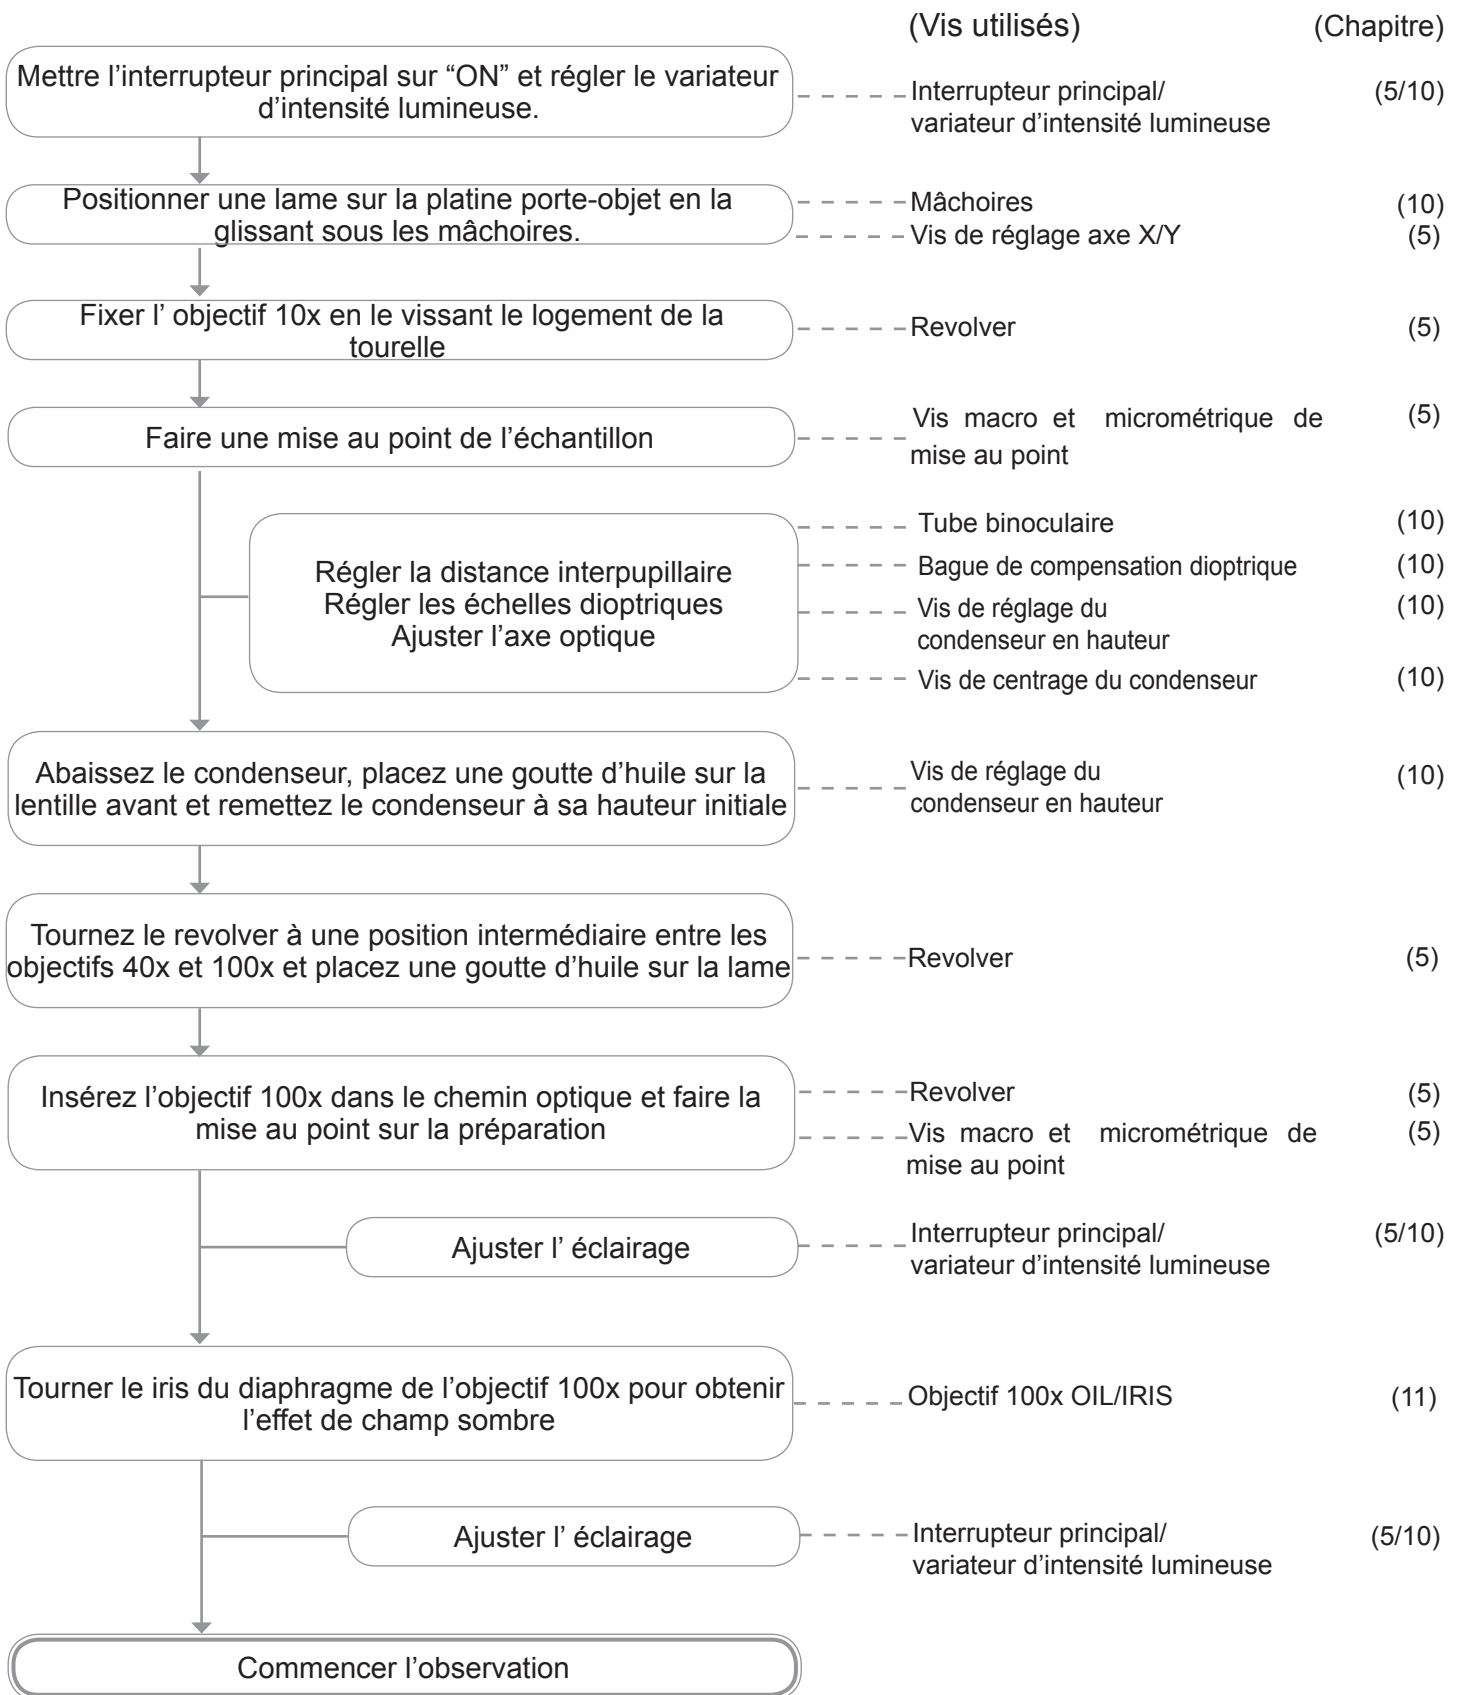 (Vis utilisés) (Chapitre)
Mettre l’interrupteur principal sur “ON” et régler le variateur
d’intensité lumineuse.
Interrupteur principal/ (5/10)
variateur d’intensité lumineuse
Positionner une lame sur la platine porte-objet en la
glissant sous les mâchoires.
Mâchoires (10)
Vis de réglage axe X/Y (5)
Fixer l’ objectif 10x en le vissant le logement de la
tourelle
Revolver (5)
Faire une mise au point de l’échantillon
Vis macro et micrométrique de (5)
mise au point
Régler la distance interpupillaire
Régler les échelles dioptriques
Ajuster l’axe optique
Tube binoculaire (10)
Bague de compensation dioptrique (10)
Vis de réglage du (10)
condenseur en hauteur
Vis de centrage du condenseur (10)
Abaissez le condenseur, placez une goutte d’huile sur la
lentille avant et remettez le condenseur à sa hauteur initiale
Vis de réglage du (10)
condenseur en hauteur
Tournez le revolver à une position intermédiaire entre les
objectifs 40x et 100x et placez une goutte d’huile sur la lame
Revolver (5)
Insérez l’objectif 100x dans le chemin optique et faire la
mise au point sur la préparation
Revolver (5)
Vis macro et micrométrique de (5)
mise au point
Ajuster l’ éclairage
Interrupteur principal/ (5/10)
variateur d’intensité lumineuse
Tourner le iris du diaphragme de l’objectif 100x pour obtenir
l’effet de champ sombre
Objectif 100x OIL/IRIS (11)
Ajuster l’ éclairage
Interrupteur principal/ (5/10)
variateur d’intensité lumineuse
Commencer l’observation